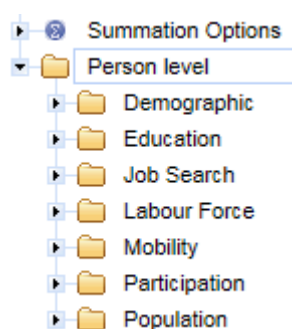 Summation Options
Person level
Demographic
Education
Job Search
Labour Force
Mobility
Participation
Population